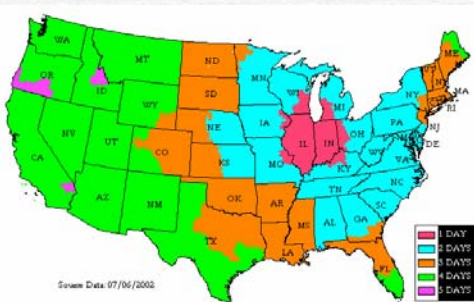 WA
MT
ND
MN
ME
OR
ID
SD
WI
MI
NY
VT
MA
RI
WY
NE
IA
PA
NJ
DE
NV
UT
CO
KS
MO
IL
IN
OH
WV
VA
KY
CA
AZ
NM
OK
AR
TN
NC
SC
TX
LA
MS
AL
GA
FL
Source Data: 07/06/2002
1 DAY
2 DAYS
3 DAYS
4 DAYS
5 DAYS